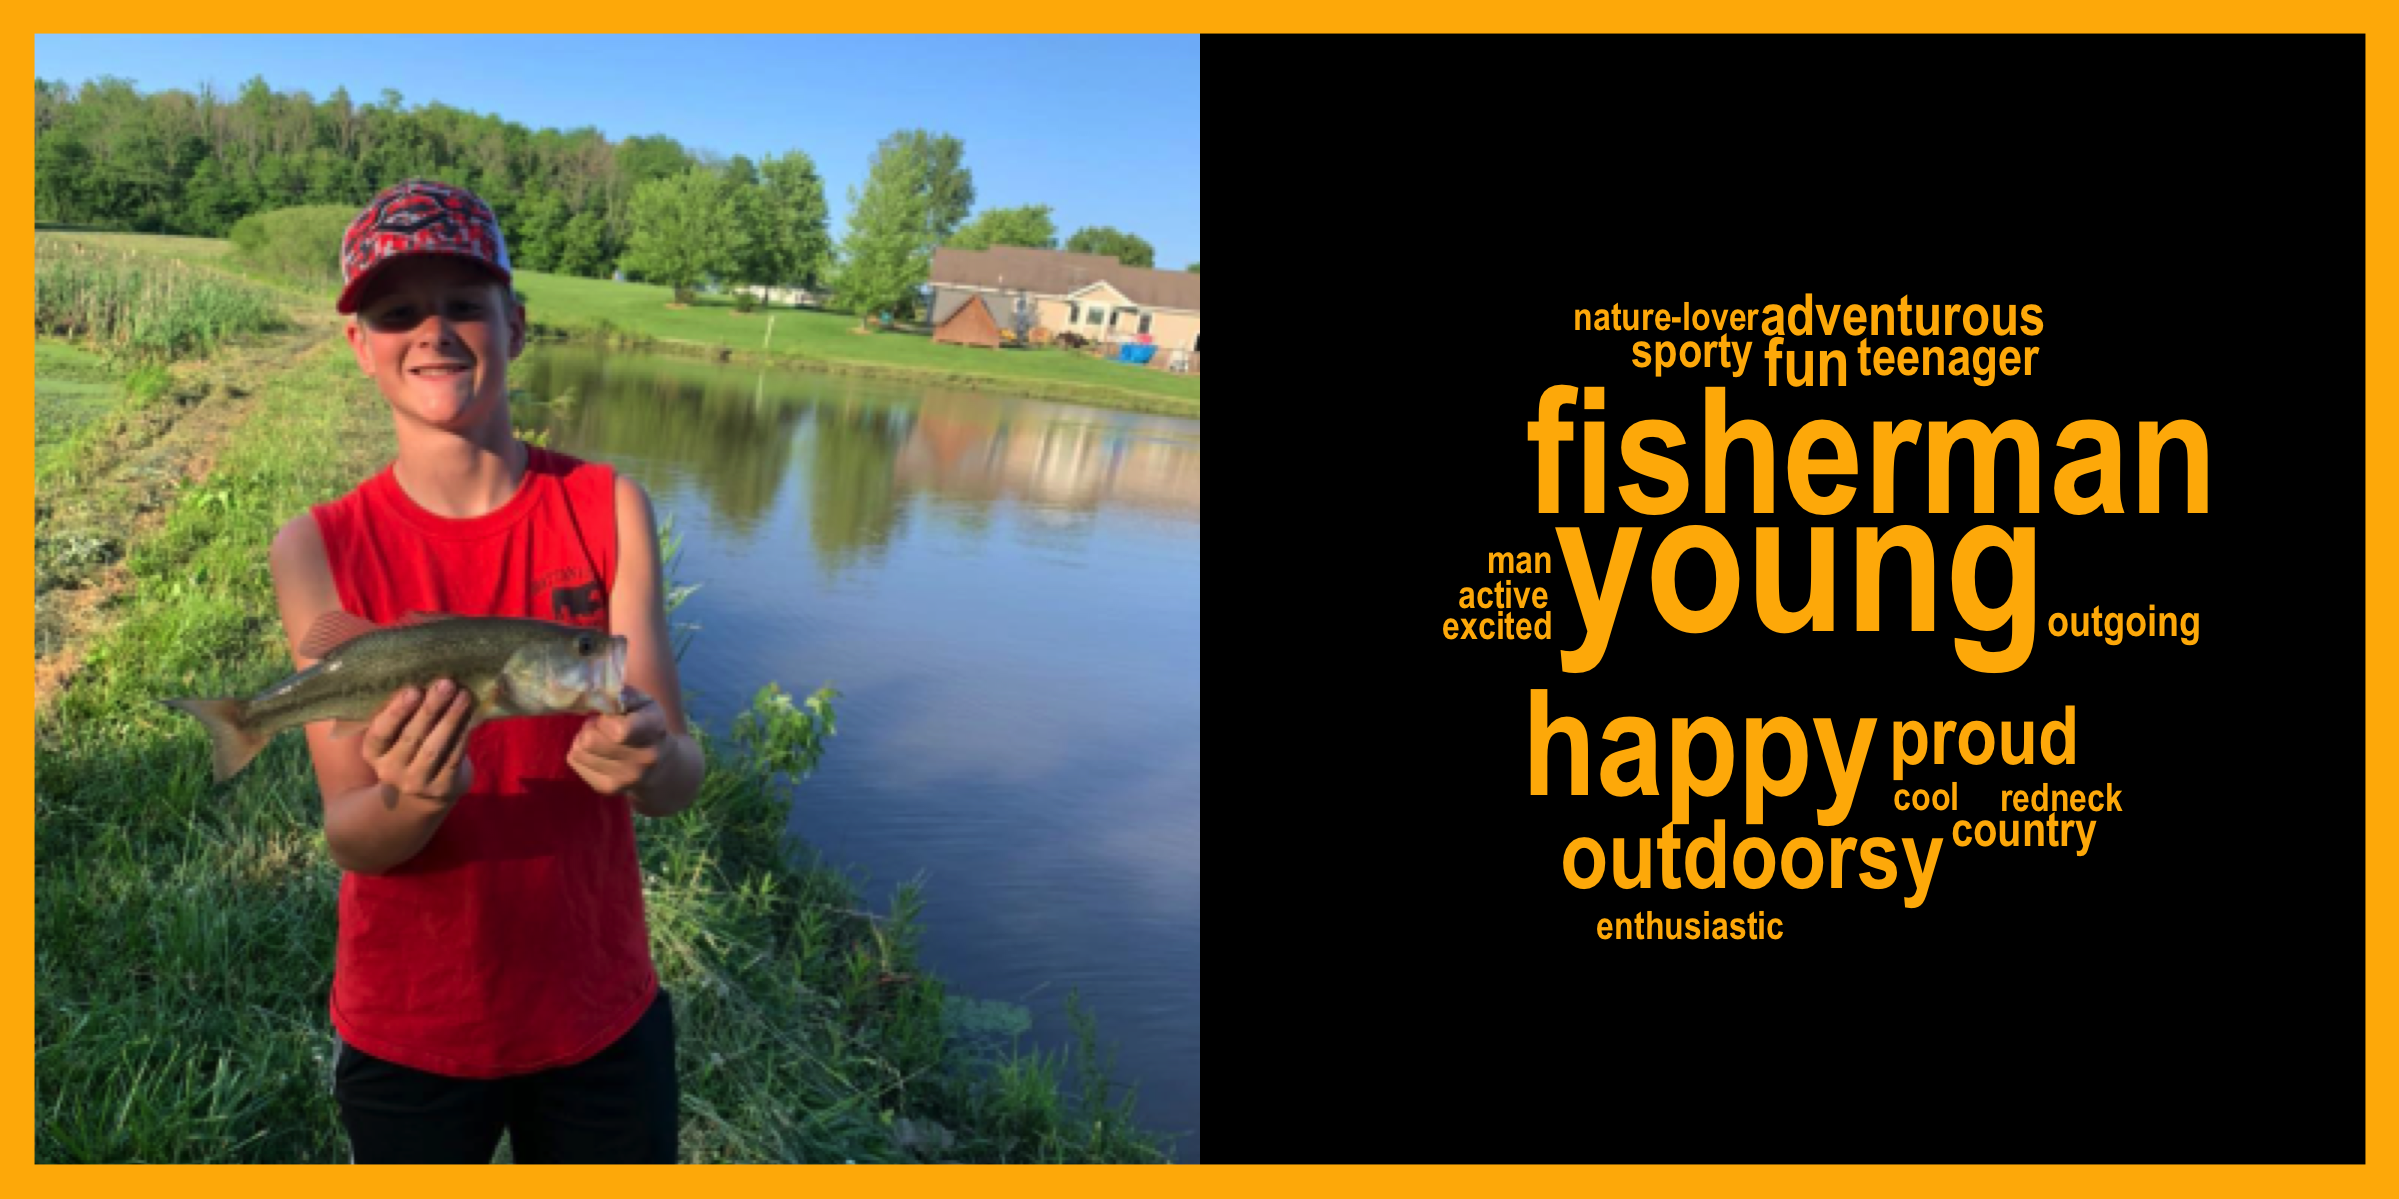 nature-lover adventurous
sporty fun teenager
fisherman
man
young
active
excited
outgoing
happy proud
cool redneck
country
outdoorsy
enthusiastic